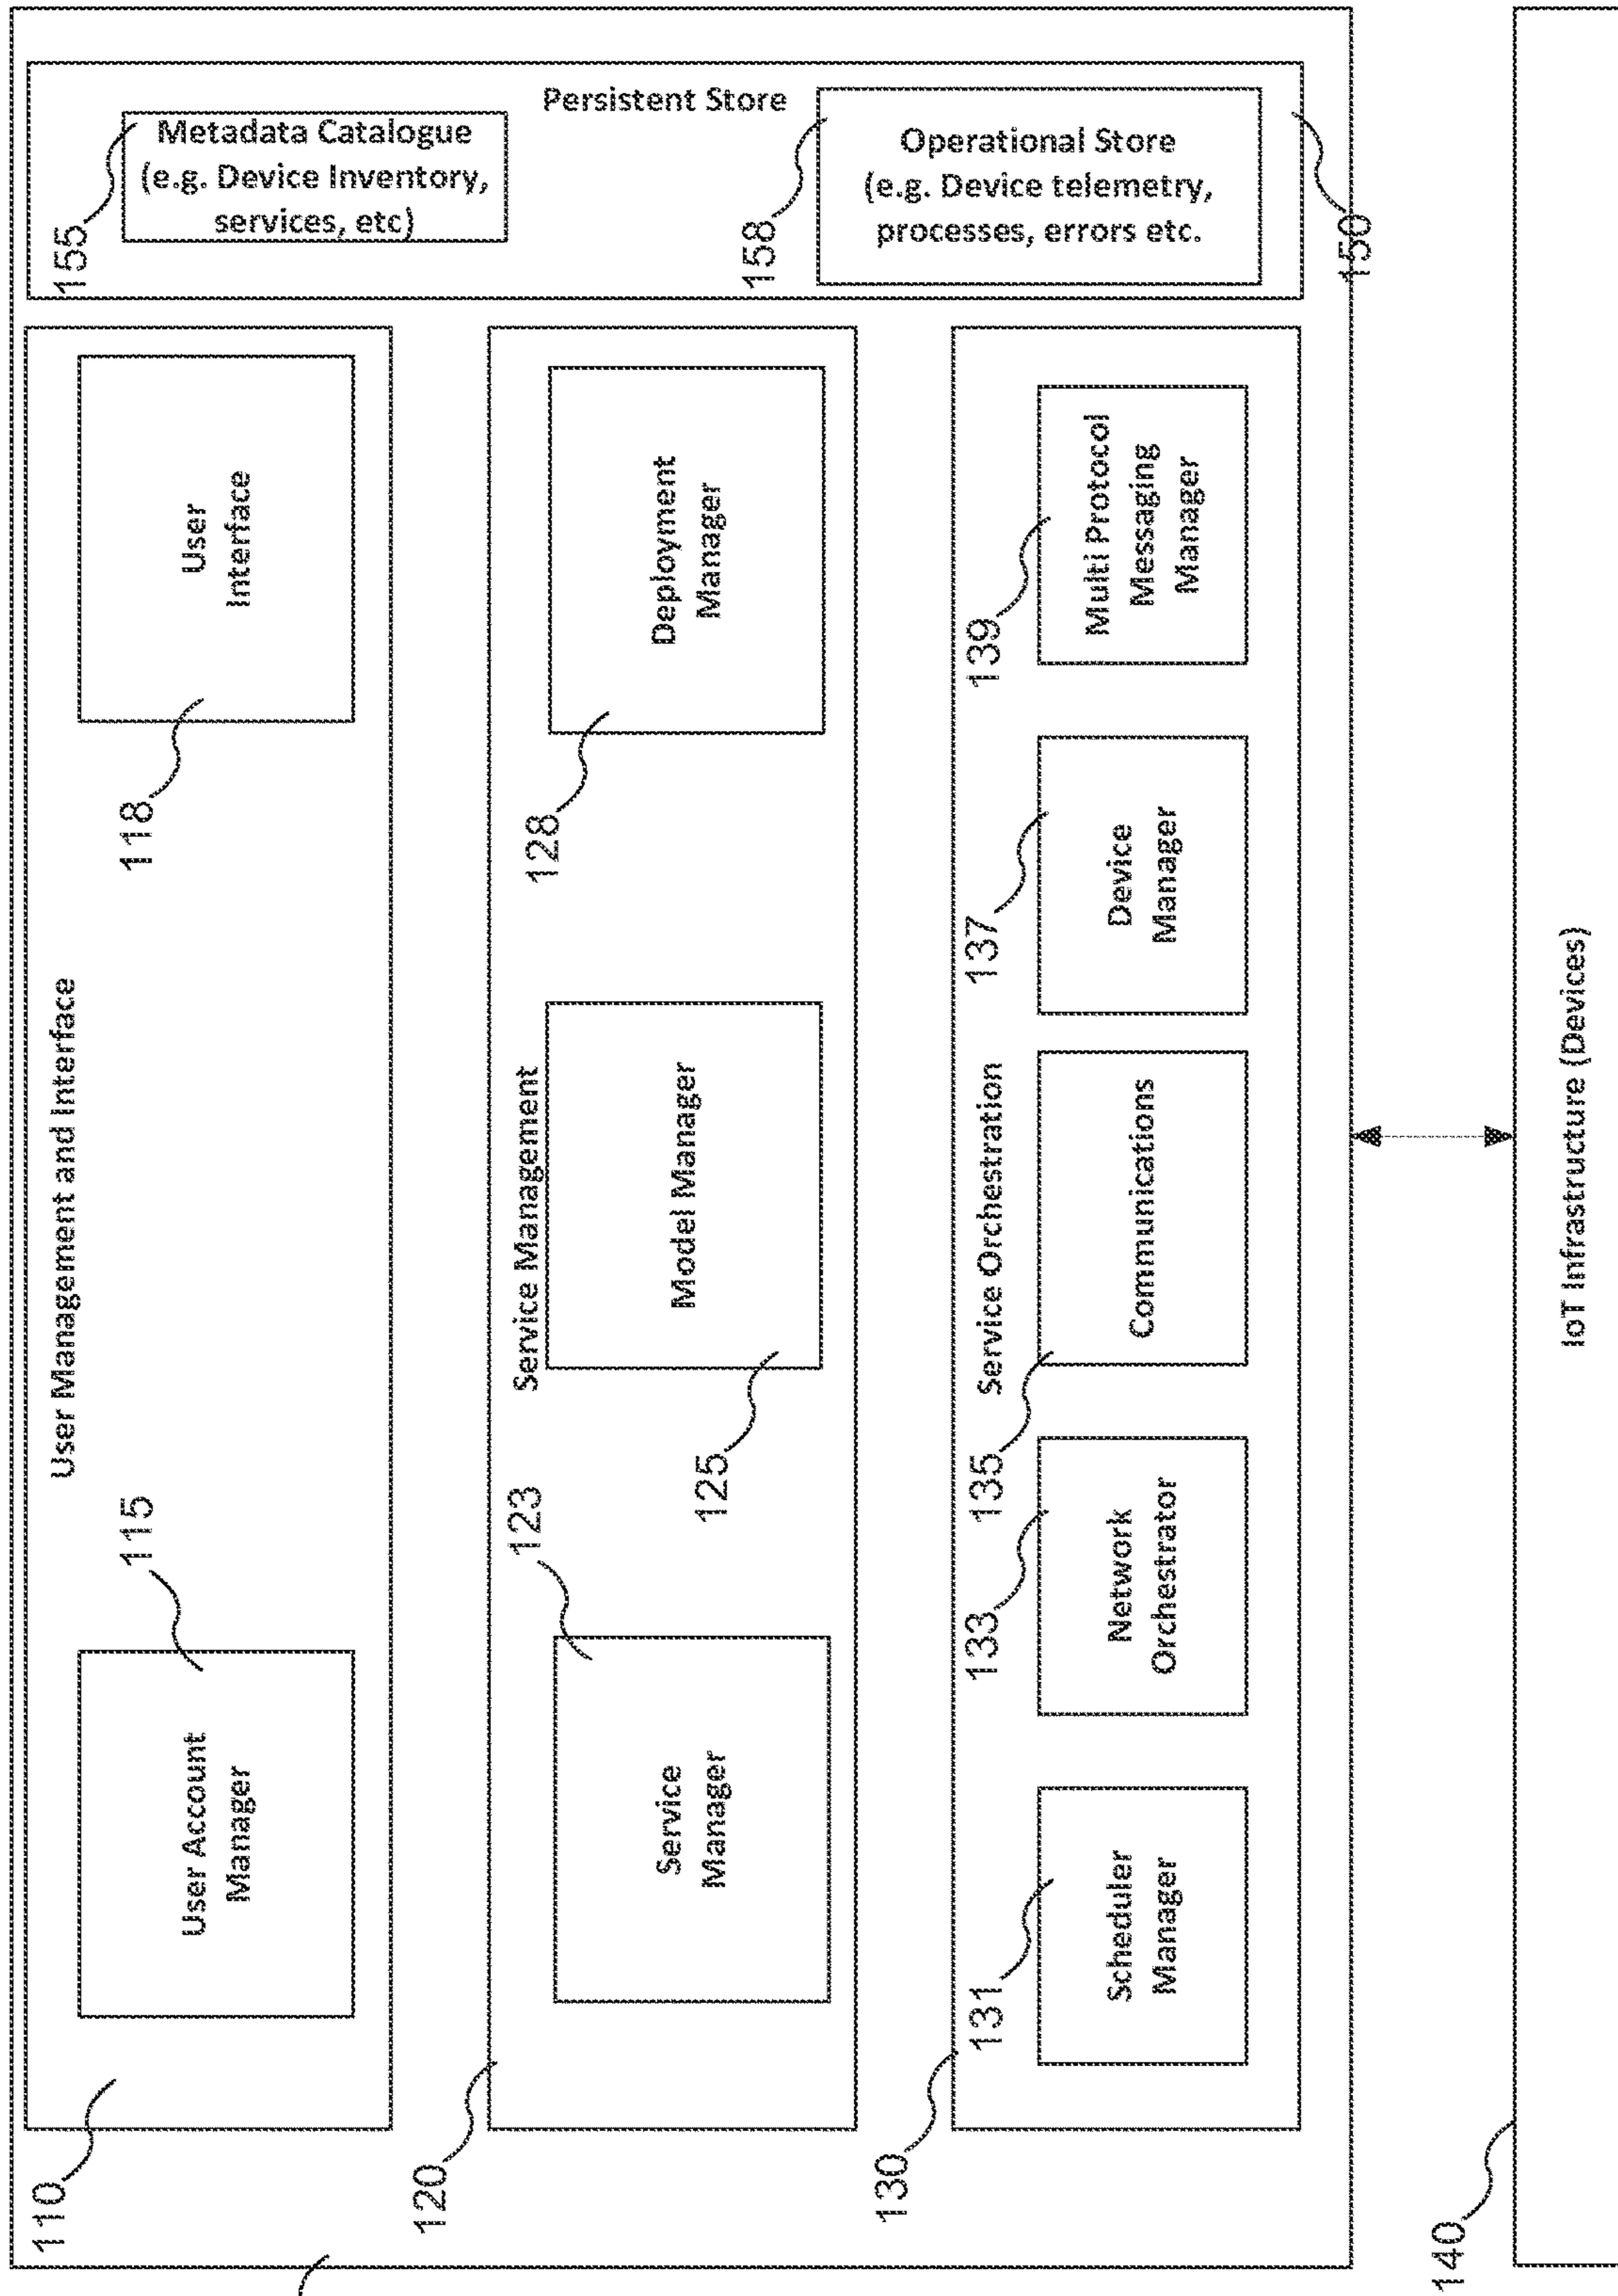 110
User Management and Interface
115
User Account
Manager
118
User
Interface
120
Service Management
123
Service
Manager
125
Model Manager
128
Deployment
Manager
130
Service Orchestration
131
Scheduler
Manager
133
Network
Orchestrator
135
Communications
137
Device
Manager
139
Multi Protocol
Messaging
Manager
155
Metadata Catalogue
(e.g. Device Inventory,
services, etc)
Persistent Store
158
Operational Store
(e.g. Device telemetry,
processes, errors etc.
150
140
IoT Infrastructure (Devices)